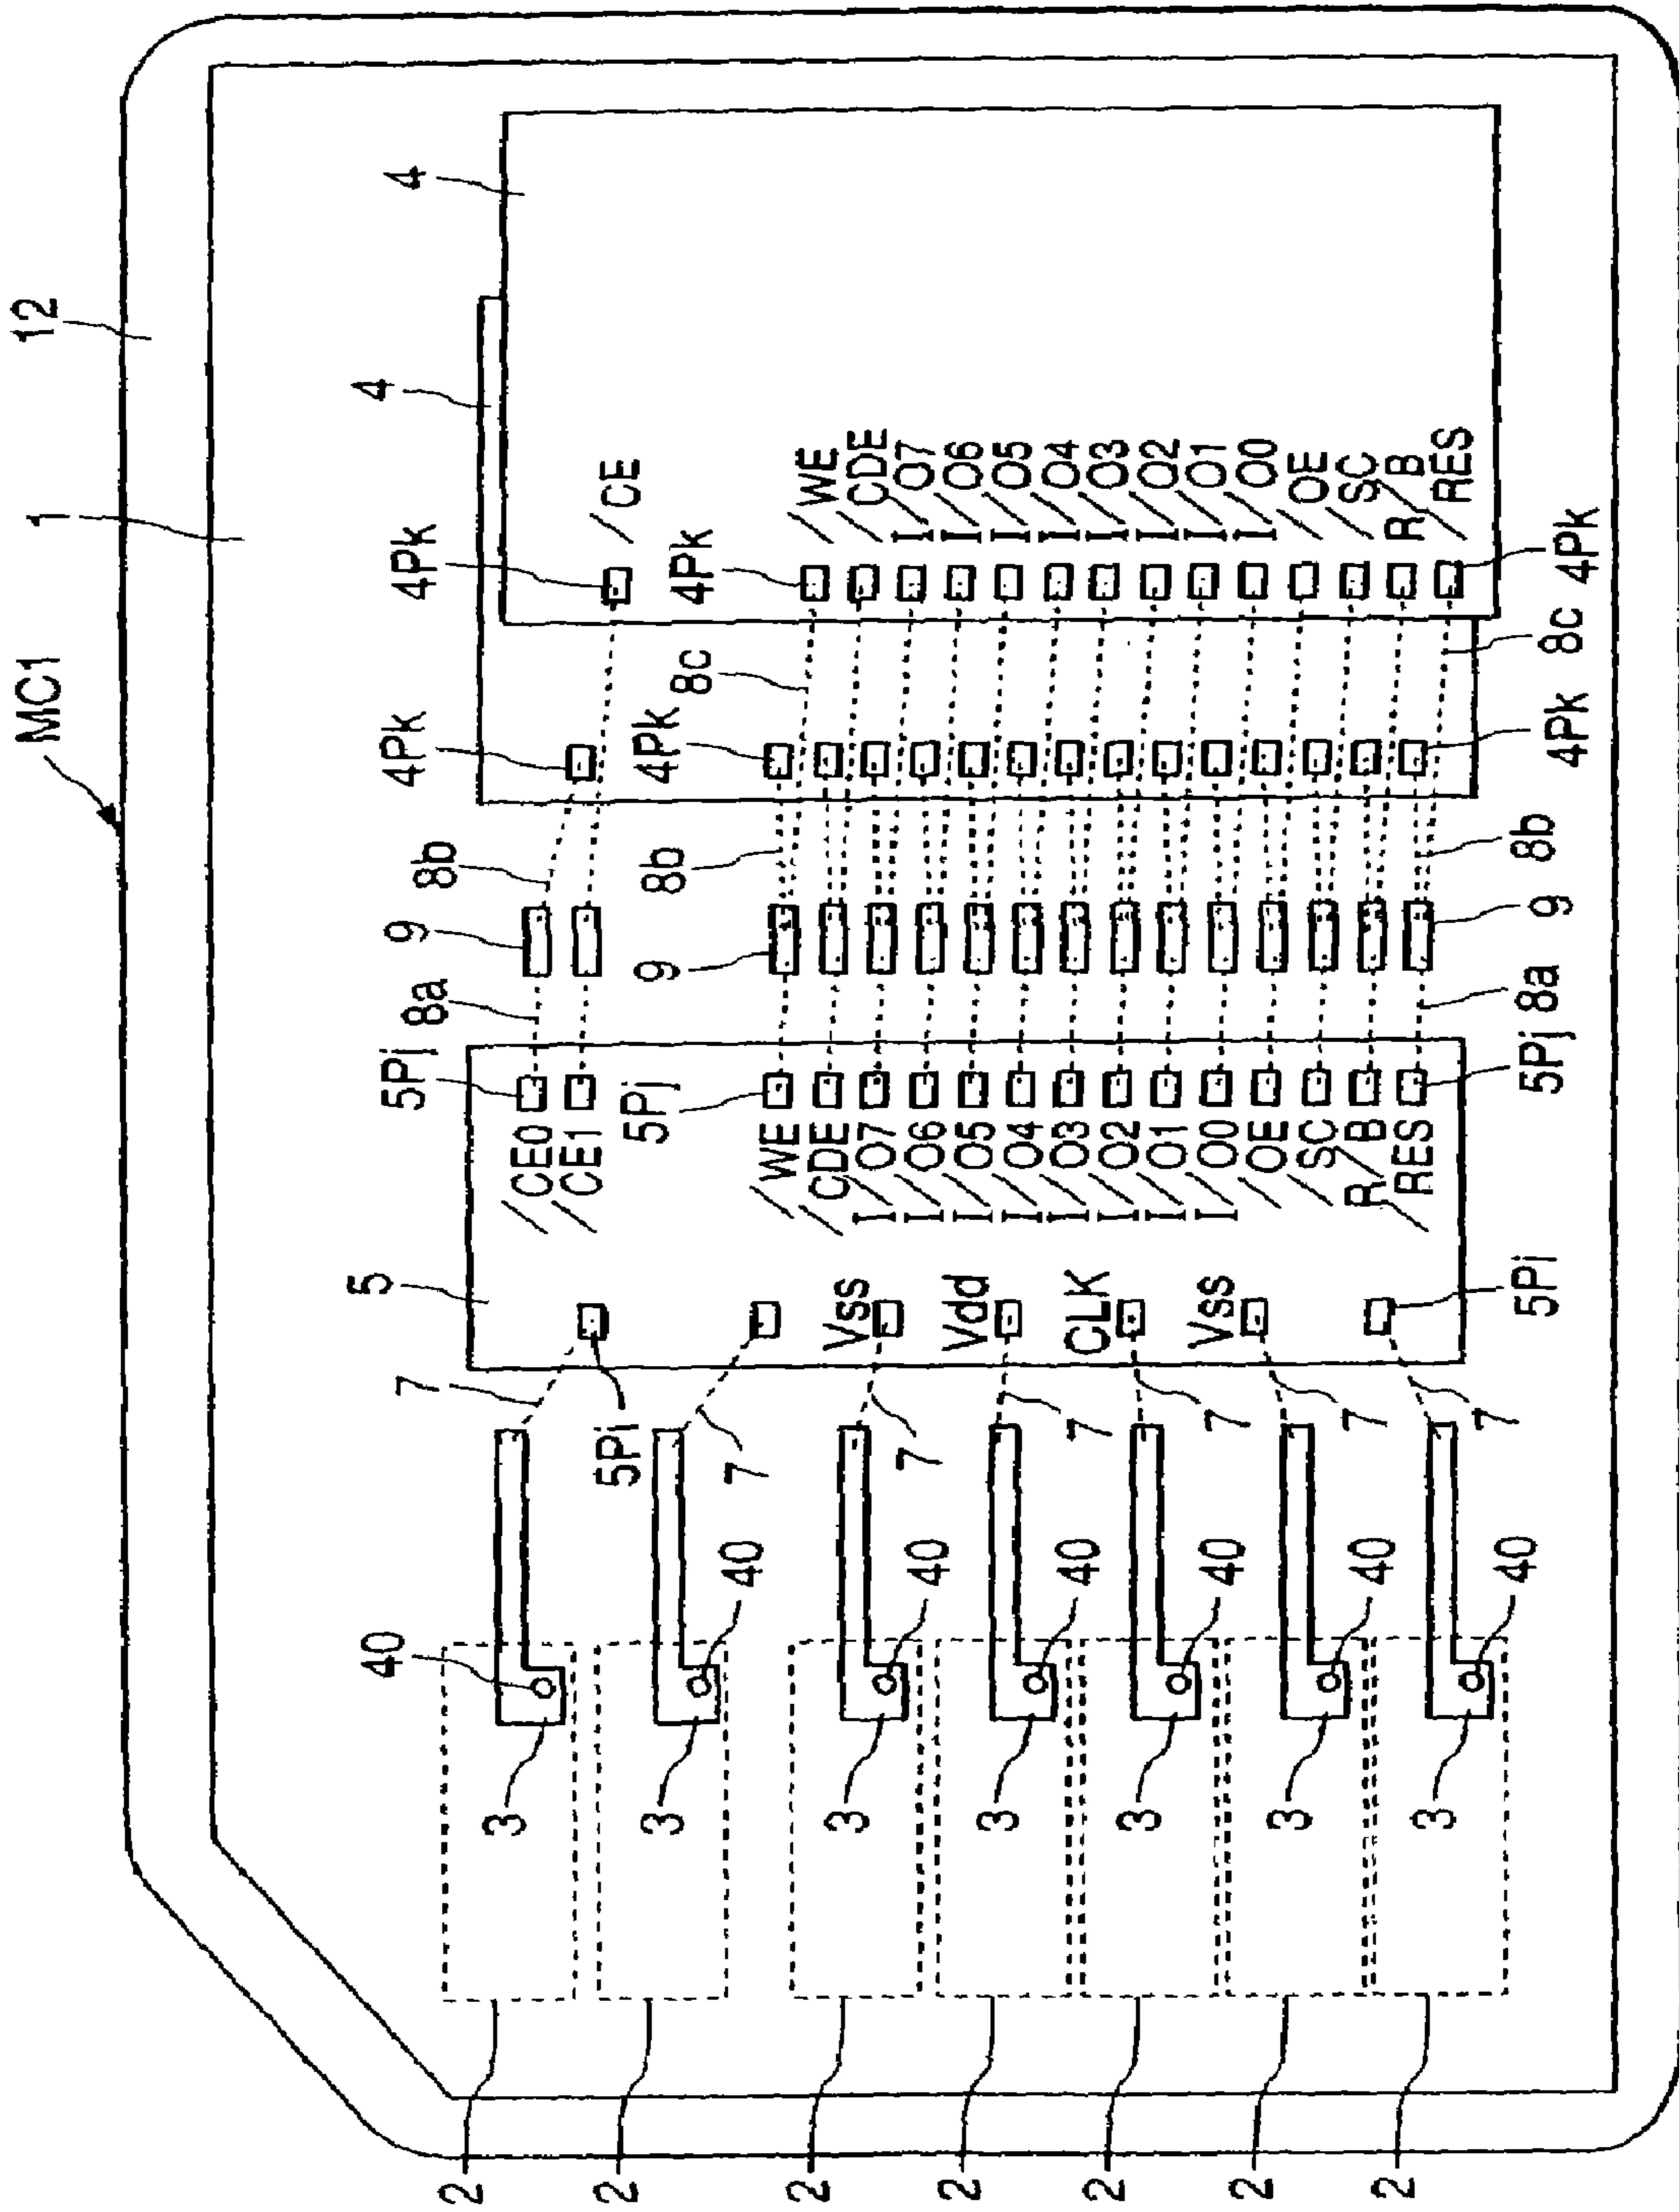 MC1
1
12
4
4
4Pk
4Pk
/CE
4Pk
4Pk
8c
/WE
/CDE
I/O7
I/O6
I/O5
I/O4
I/O3
I/O2
I/O1
I/O0
/OE
/SC
R/B
/RES
4Pk
4Pk
8c
8b
8b
8b
9
9
9
8a
8a
5Pj
5Pj
5Pj
/CE0
/CE1
/WE
/CDE
I/O7
I/O6
I/O5
I/O4
I/O3
I/O2
I/O1
I/O0
/OE
/SC
R/B
/RES
5
Vss
Vdd
CLK
Vss
5Pi
5Pi
7
7
7
7
7
7
7
40
40
40
40
40
40
40
3
3
3
3
3
3
3
2
2
2
2
2
2
2